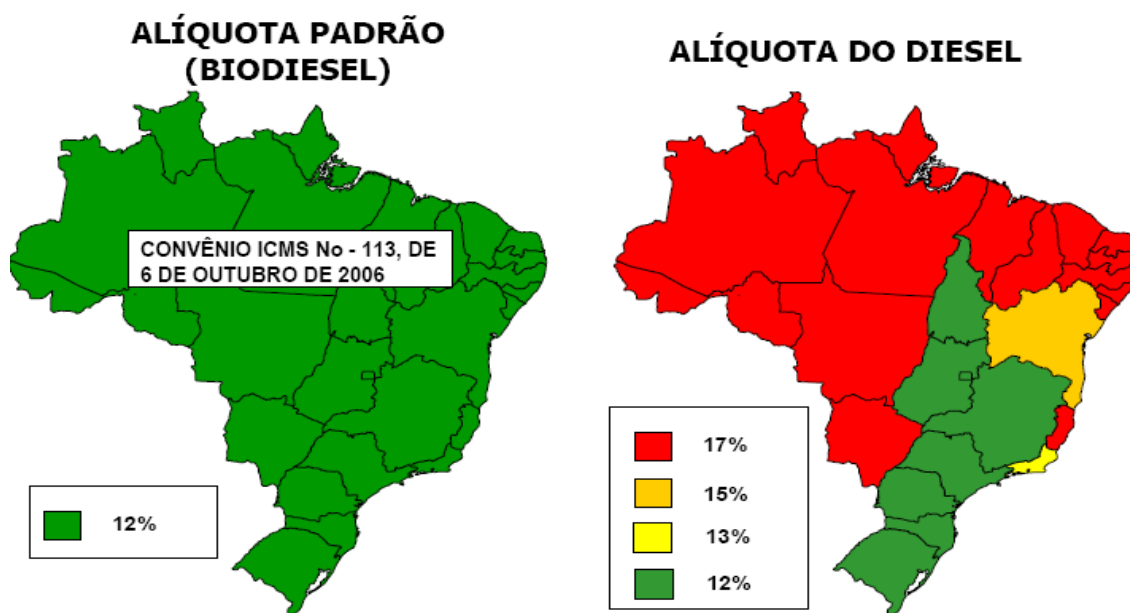 ALÍQUOTA PADRÃO
(BIODIESEL)
CONVÊNIO ICMS No - 113, DE
6 DE OUTUBRO DE 2006
12%
ALÍQUOTA DO DIESEL
17%
15%
13%
12%